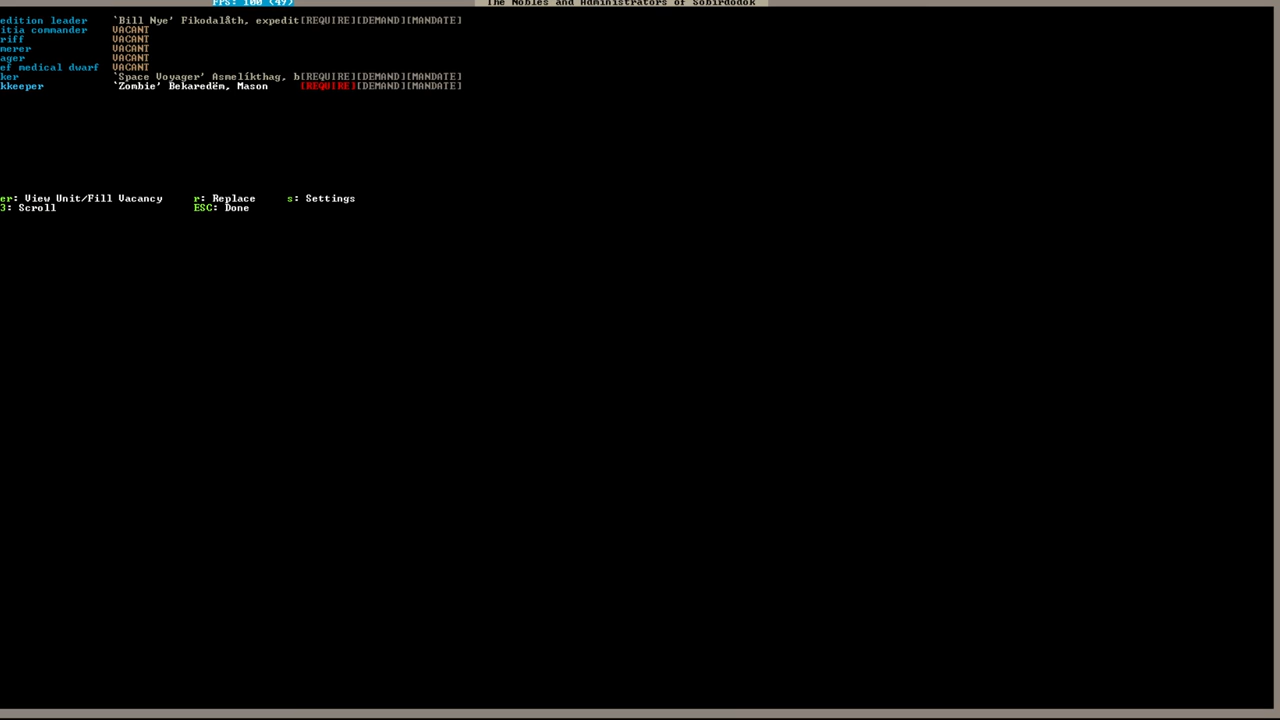 FPS: 100 (49) The Nobles and Administrators of Sobirdodok
edition leader `Bill Nye' Fikodalåth, expedit[REQUIRE][DEMAND][MANDATE]
itia commander VACANT
riff VACANT
merer VACANT
ager VACANT
ef medical dwarf VACANT
ker `Space Voyager' Asmelíkthag, b[REQUIRE][DEMAND][MANDATE]
kkeeper `Zombie' Bekaredëm, Mason [REQUIRE][DEMAND][MANDATE]
er: View Unit/Fill Vacancy r: Replace s: Settings
3: Scroll ESC: Done